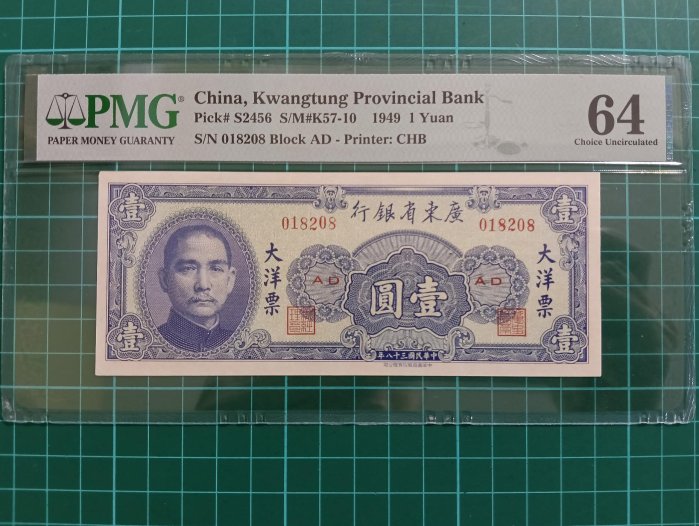 PMG®
PAPER MONEY GUARANTY
China, Kwangtung Provincial Bank
Pick# S2456 S/M#K57-10 1949 1 Yuan
S/N 018208 Block AD - Printer: CHB
64
Choice Uncirculated
壹
行銀省東廣
壹
018208
018208
大洋票
AD
圓壹
AD
大洋票
壹
年八十三國民華中
壹